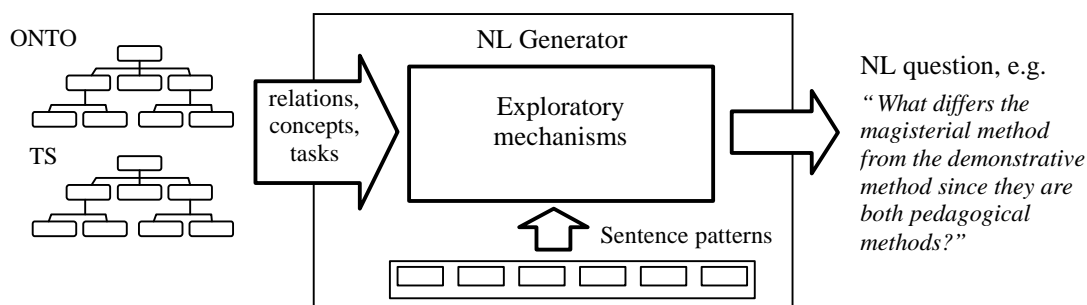 ONTO
TS
relations,
concepts,
tasks
NL Generator
Exploratory
mechanisms
Sentence patterns
NL question, e.g.
“ What differs the
magisterial method
from the demonstrative
method since they are
both pedagogical
methods?”